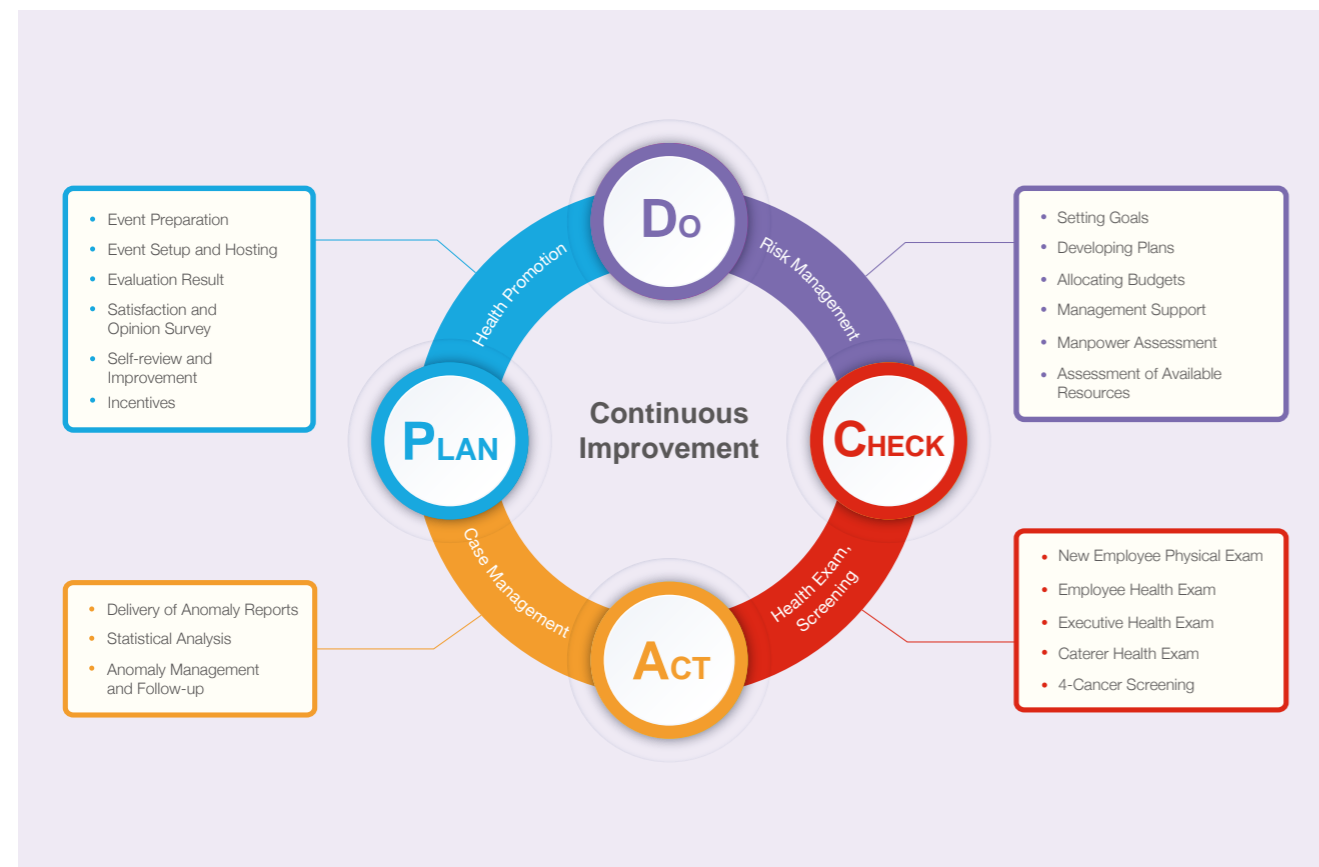 Do
Health Promotion
Risk Management
Event Preparation
Event Setup and Hosting
Evaluation Result
Satisfaction and
Opinion Survey
Self-review and
Improvement
Incentives
Setting Goals
Developing Plans
Allocating Budgets
Management Support
Manpower Assessment
Assessment of Available
Resources
Plan
Continuous
Improvement
Check
Case Management
Health Exam,
Screening
Act
Delivery of Anomaly Reports
Statistical Analysis
Anomaly Management
and Follow-up
New Employee Physical Exam
Employee Health Exam
Executive Health Exam
Caterer Health Exam
4-Cancer Screening